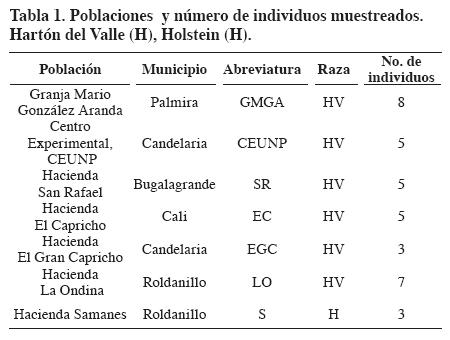 Tabla 1. Poblaciones y número de individuos muestreados.
Hartón del Valle (H), Holstein (H).
Población Municipio Abreviatura Raza No. de individuos
Granja Mario
González Aranda Palmira GMGA HV 8
Centro
Experimental, Candelaria CEUNP HV 5
CEUNP
Hacienda
San Rafael Bugalagrande SR HV 5
Hacienda
El Capricho Cali EC HV 5
Hacienda
El Gran Capricho Candelaria EGC HV 3
Hacienda
La Ondina Roldanillo LO HV 7
Hacienda Samanes Roldanillo S H 3